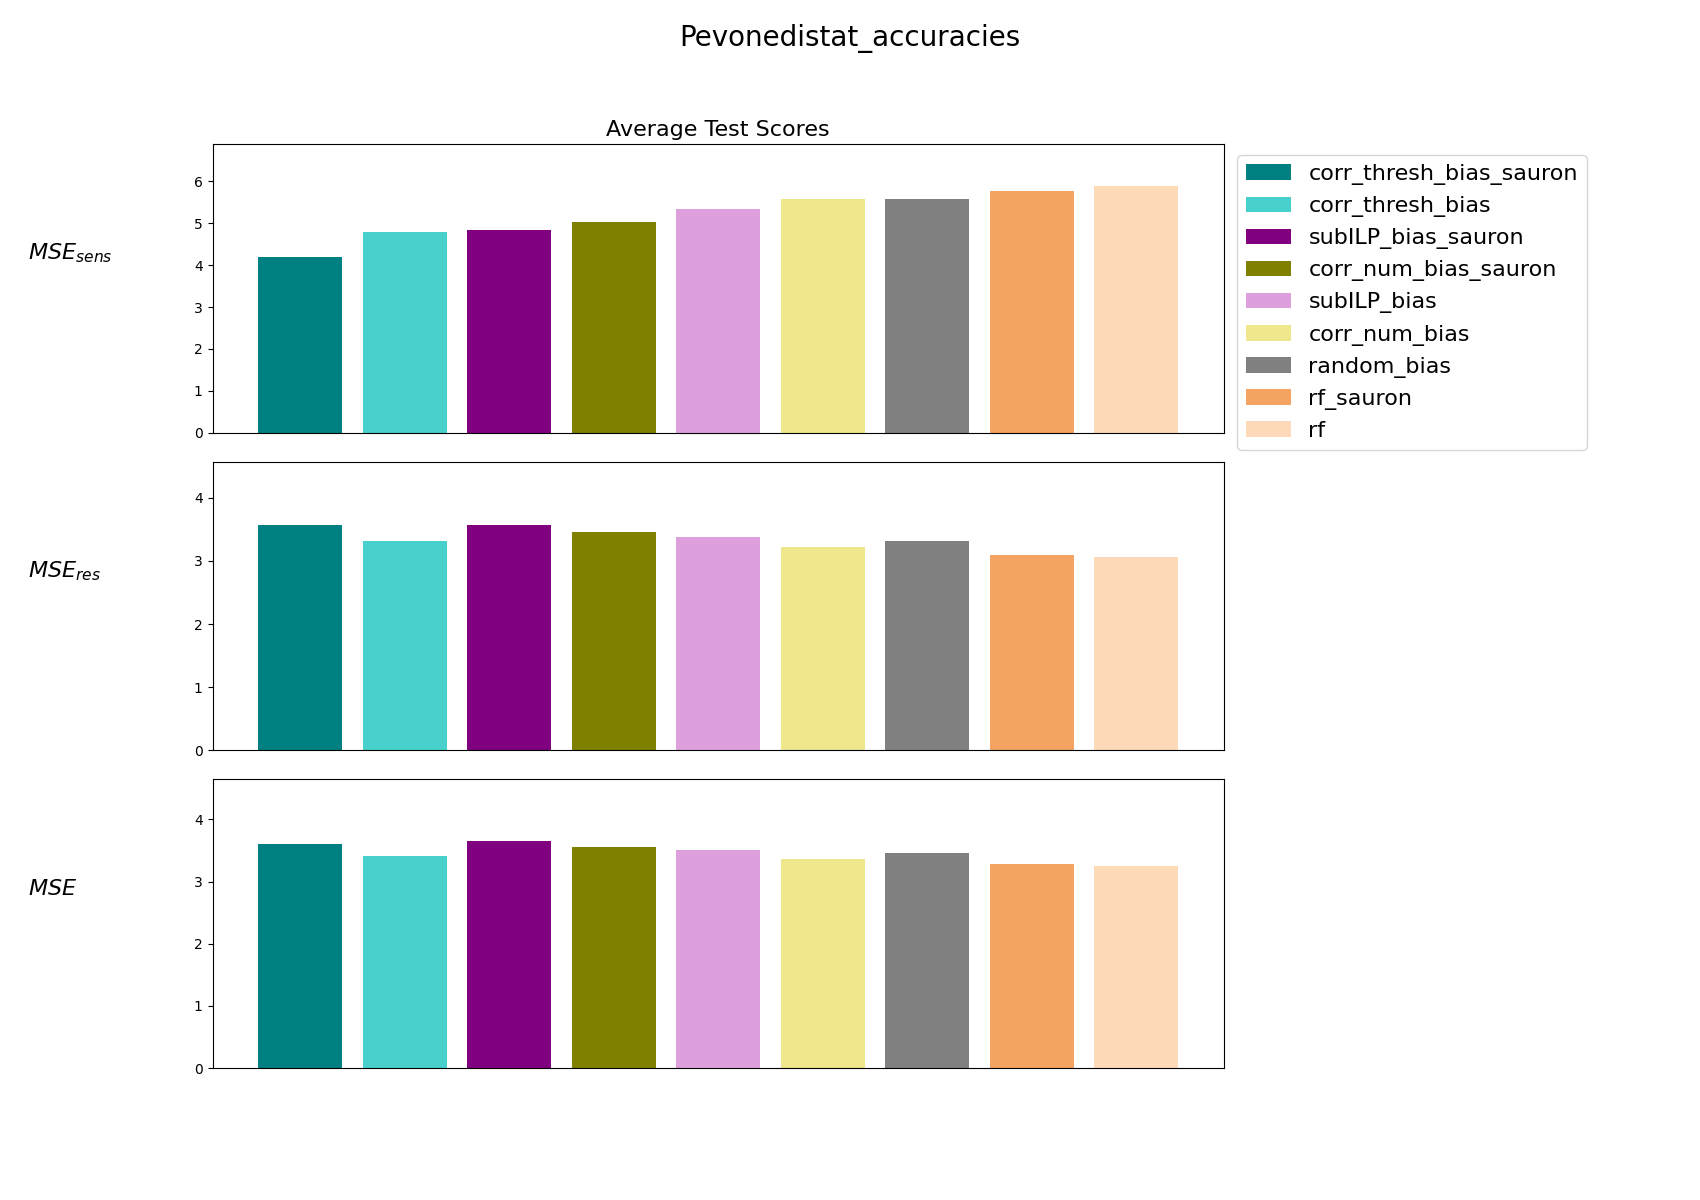 Pevonedistat_accuracies
Average Test Scores
MSE_sens
6
5
4
3
2
1
0
corr_thresh_bias_sauron
corr_thresh_bias
subILP_bias_sauron
corr_num_bias_sauron
subILP_bias
corr_num_bias
random_bias
rf_sauron
rf
MSE_res
4
3
2
1
0
MSE
4
3
2
1
0